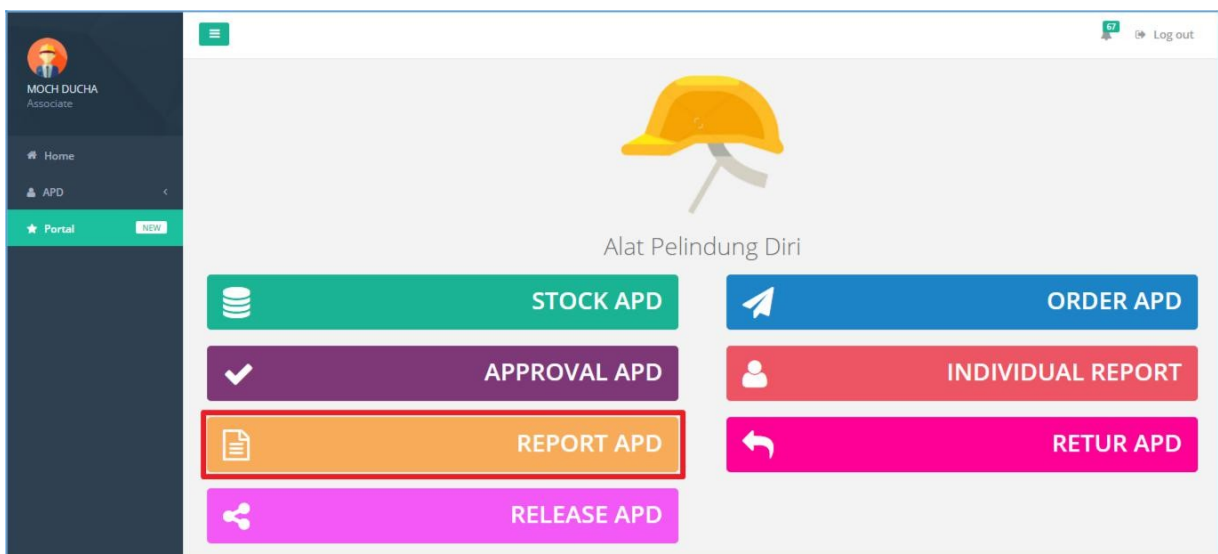 MOCH DUCHA
Associate
Home
APD
Portal
NEW
67
Log out
Alat Pelindung Diri
STOCK APD
ORDER APD
APPROVAL APD
INDIVIDUAL REPORT
REPORT APD
RETUR APD
RELEASE APD